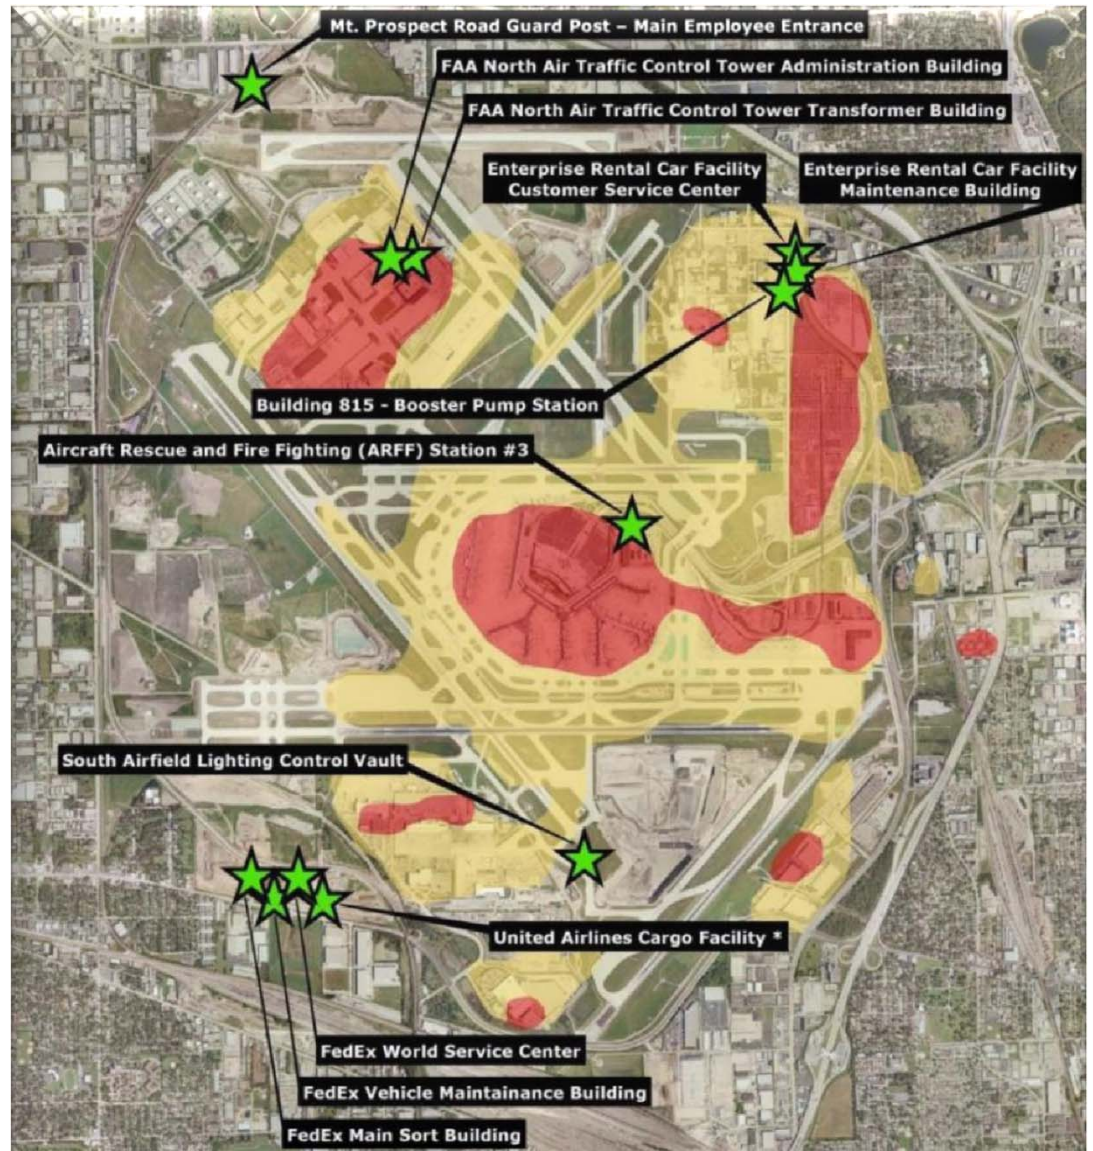 Mt. Prospect Road Guard Post – Main Employee Entrance
FAA North Air Traffic Control Tower Administration Building
FAA North Air Traffic Control Tower Transformer Building
Enterprise Rental Car Facility
Customer Service Center
Enterprise Rental Car Facility
Maintenance Building
Building 815 - Booster Pump Station
Aircraft Rescue and Fire Fighting (ARFF) Station #3
South Airfield Lighting Control Vault
United Airlines Cargo Facility *
FedEx World Service Center
FedEx Vehicle Maintainance Building
FedEx Main Sort Building